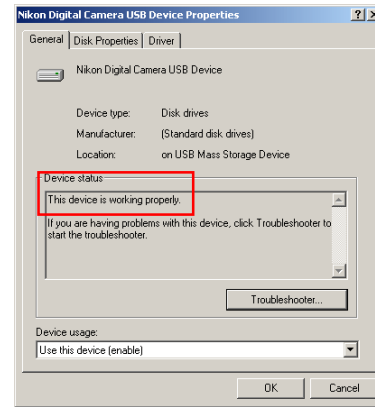 Nikon Digital Camera USB Device Properties
General Disk Properties Driver
Nikon Digital Camera USB Device
Device type: Disk drives
Manufacturer: (Standard disk drives)
Location: on USB Mass Storage Device
Device status
This device is working properly.
If you are having problems with this device, click Troubleshooter to
start the troubleshooter.
Troubleshooter...
Device usage:
Use this device (enable)
OK Cancel